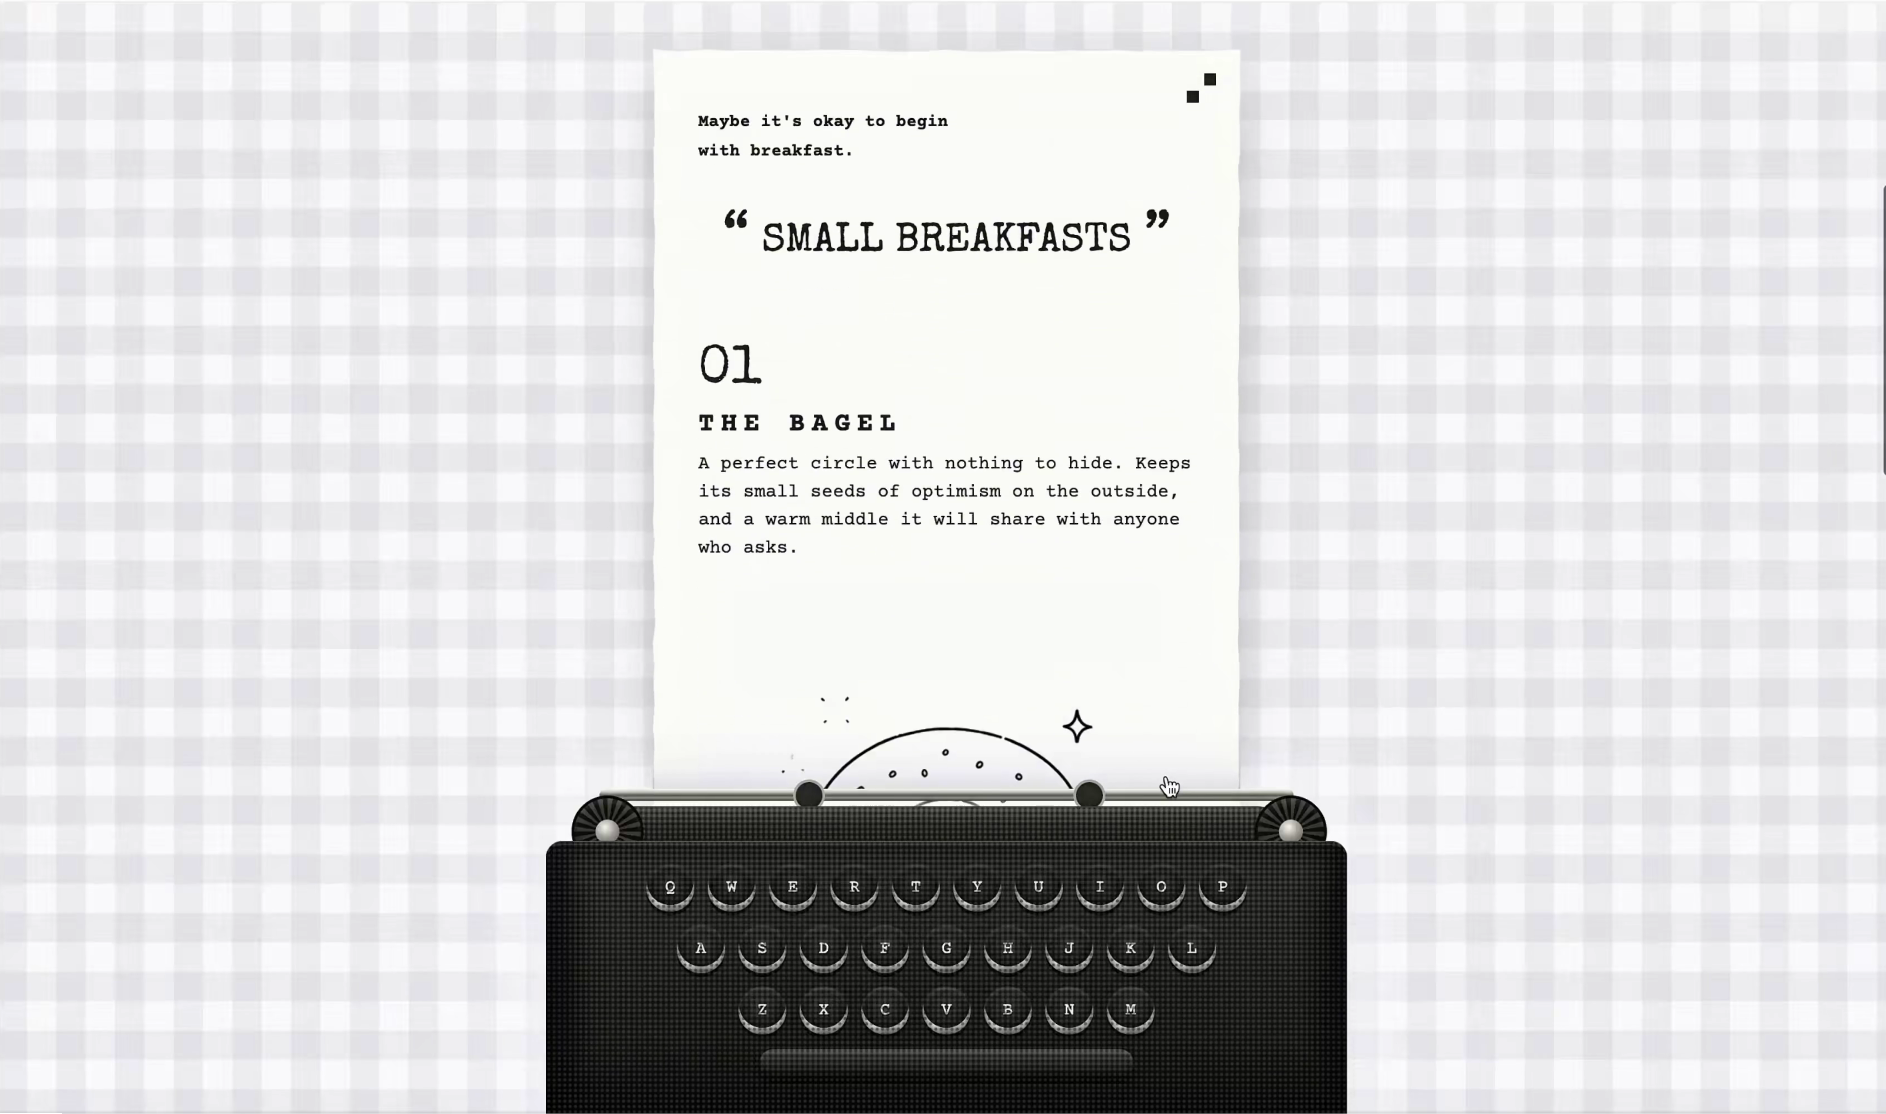 Maybe it's okay to begin
with breakfast.
“ SMALL BREAKFASTS ”
01
THE BAGEL
A perfect circle with nothing to hide. Keeps
its small seeds of optimism on the outside,
and a warm middle it will share with anyone
who asks.
Q W E R T Y U I O P
A S D F G H J K L
Z X C V B N M